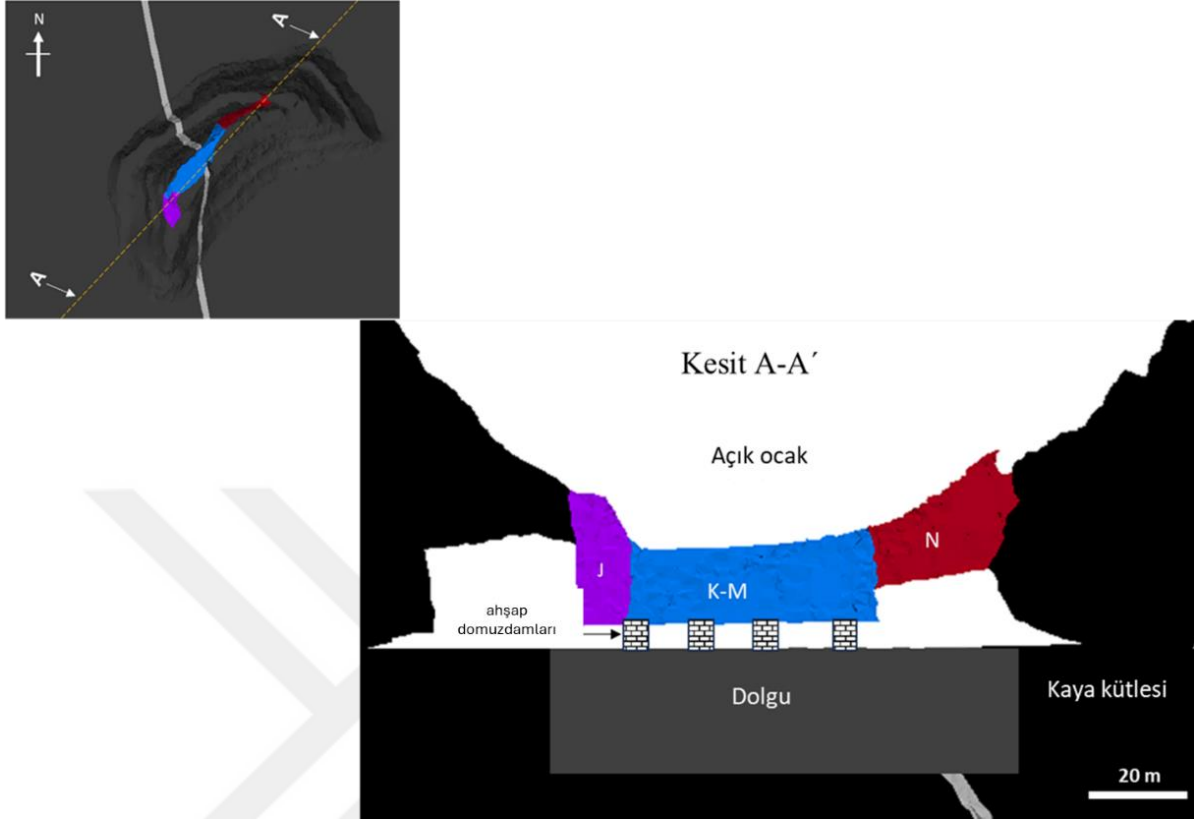 N
A
A
Kesit A-A´
Açık ocak
N
J
K-M
ahşap
domuzdamları
Dolgu
Kaya kütlesi
20 m